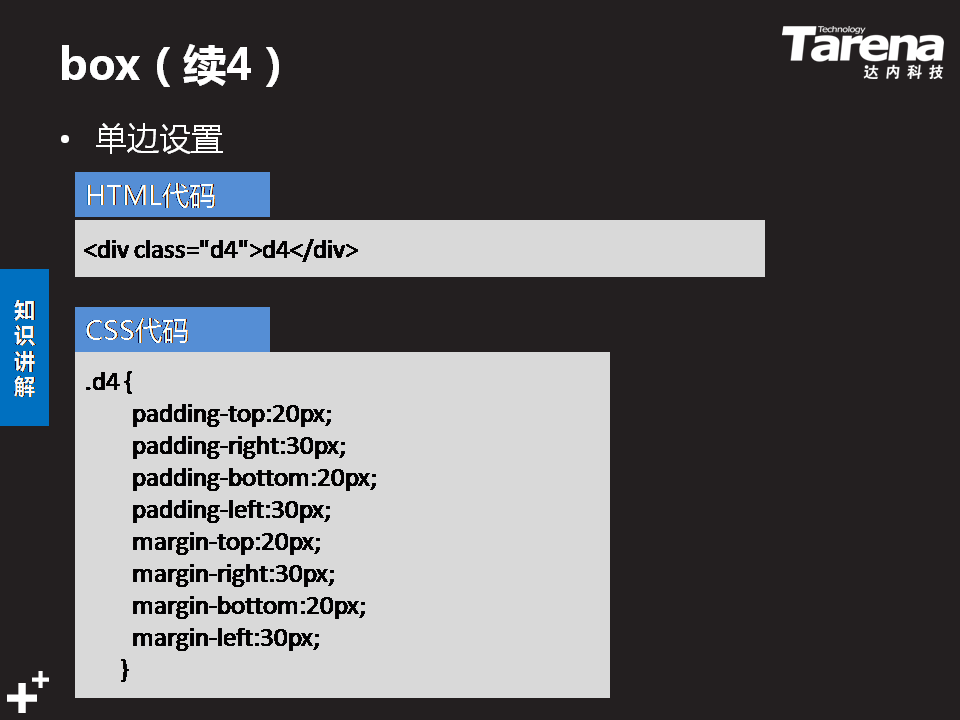 box（续4）
Technology
Tarena
达内科技
• 单边设置
HTML代码
<div class="d4">d4</div>
知识讲解
CSS代码
.d4 {
padding-top:20px;
padding-right:30px;
padding-bottom:20px;
padding-left:30px;
margin-top:20px;
margin-right:30px;
margin-bottom:20px;
margin-left:30px;
}